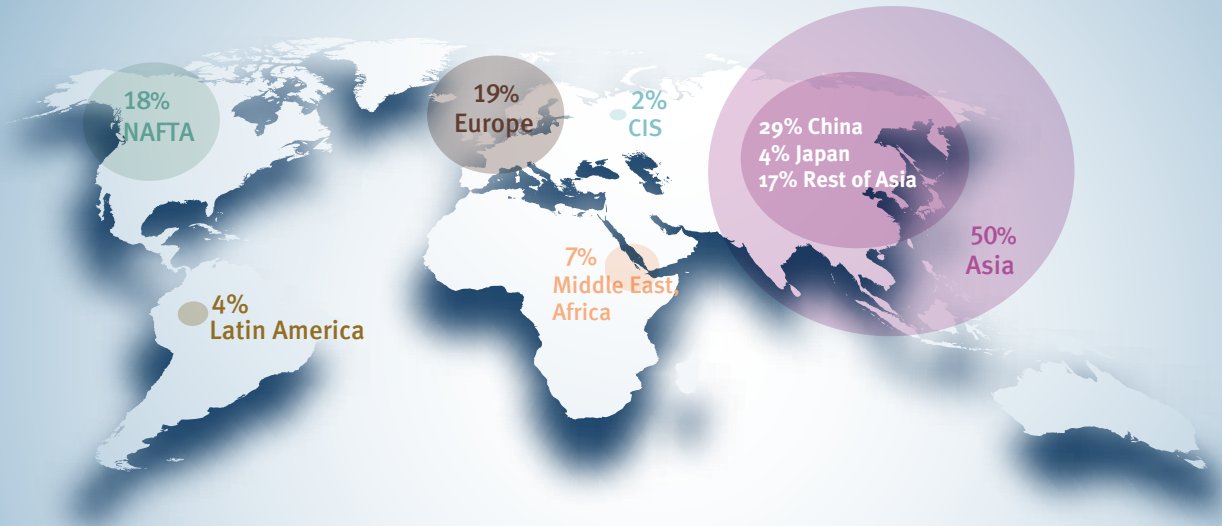 18%
NAFTA
19%
Europe
2%
CIS
29% China
4% Japan
17% Rest of Asia
50%
Asia
7%
Middle East,
Africa
4%
Latin America